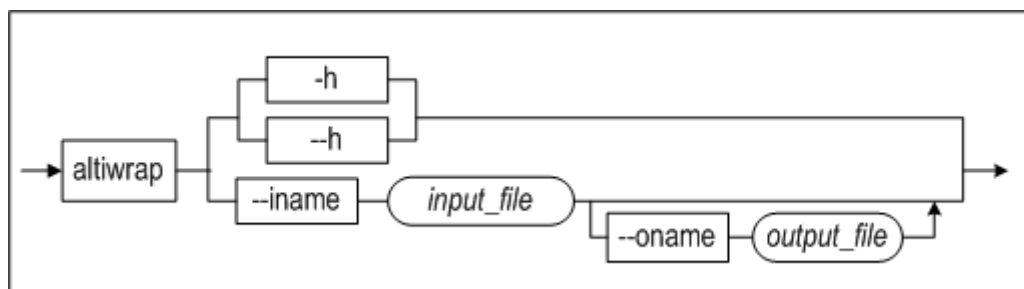 -h
--h
altiwrap
--iname input_file
--oname output_file